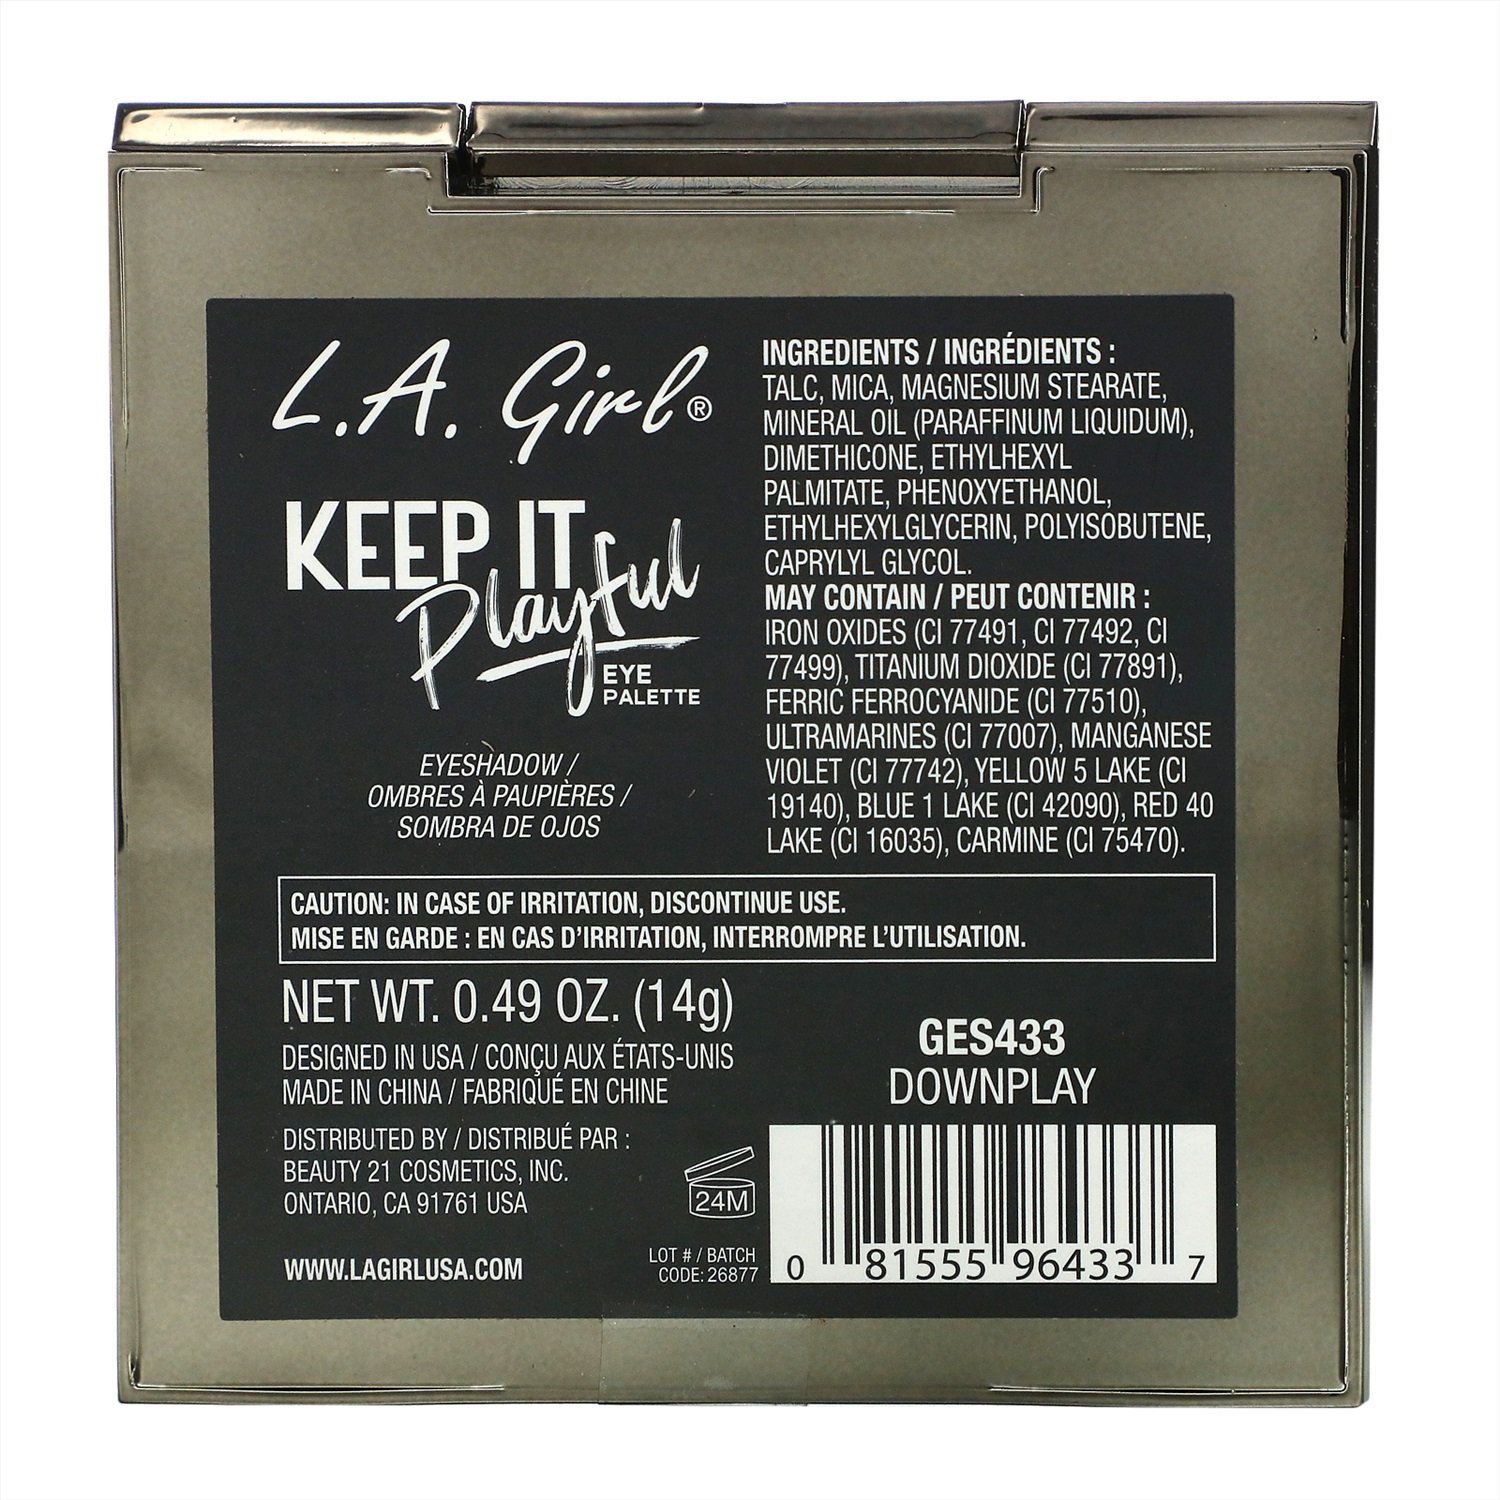 L.A. Girl®
KEEP IT
Playful
EYE
PALETTE
EYESHADOW /
OMBRES À PAUPIÈRES /
SOMBRA DE OJOS
INGREDIENTS / INGRÉDIENTS :
TALC, MICA, MAGNESIUM STEARATE,
MINERAL OIL (PARAFFINUM LIQUIDUM),
DIMETHICONE, ETHYLHEXYL
PALMITATE, PHENOXYETHANOL,
ETHYLHEXYLGLYCERIN, POLYISOBUTENE,
CAPRYLYL GLYCOL.
MAY CONTAIN / PEUT CONTENIR :
IRON OXIDES (CI 77491, CI 77492, CI
77499), TITANIUM DIOXIDE (CI 77891),
FERRIC FERROCYANIDE (CI 77510),
ULTRAMARINES (CI 77007), MANGANESE
VIOLET (CI 77742), YELLOW 5 LAKE (CI
19140), BLUE 1 LAKE (CI 42090), RED 40
LAKE (CI 16035), CARMINE (CI 75470).
CAUTION: IN CASE OF IRRITATION, DISCONTINUE USE.
MISE EN GARDE : EN CAS D'IRRITATION, INTERROMPRE L'UTILISATION.
NET WT. 0.49 OZ. (14g)
DESIGNED IN USA / CONÇU AUX ÉTATS-UNIS
MADE IN CHINA / FABRIQUÉ EN CHINE
DISTRIBUTED BY / DISTRIBUÉ PAR :
BEAUTY 21 COSMETICS, INC.
ONTARIO, CA 91761 USA
WWW.LAGIRLUSA.COM
24M
LOT # / BATCH
CODE: 26877
GES433
DOWNPLAY
0 81555 96433 7